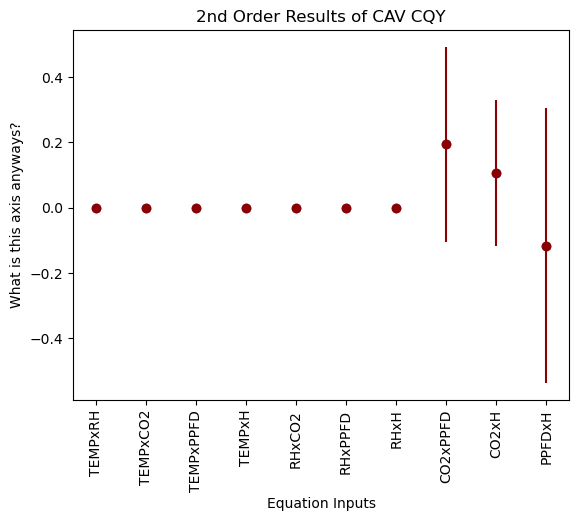 2nd Order Results of CAV CQY
What is this axis anyways?
0.4
0.2
0.0
−0.2
−0.4
TEMPxRH
TEMPxCO2
TEMPxPPFD
TEMPxH
RHxCO2
RHxPPFD
RHxH
CO2xPPFD
CO2xH
PPFDxH
Equation Inputs